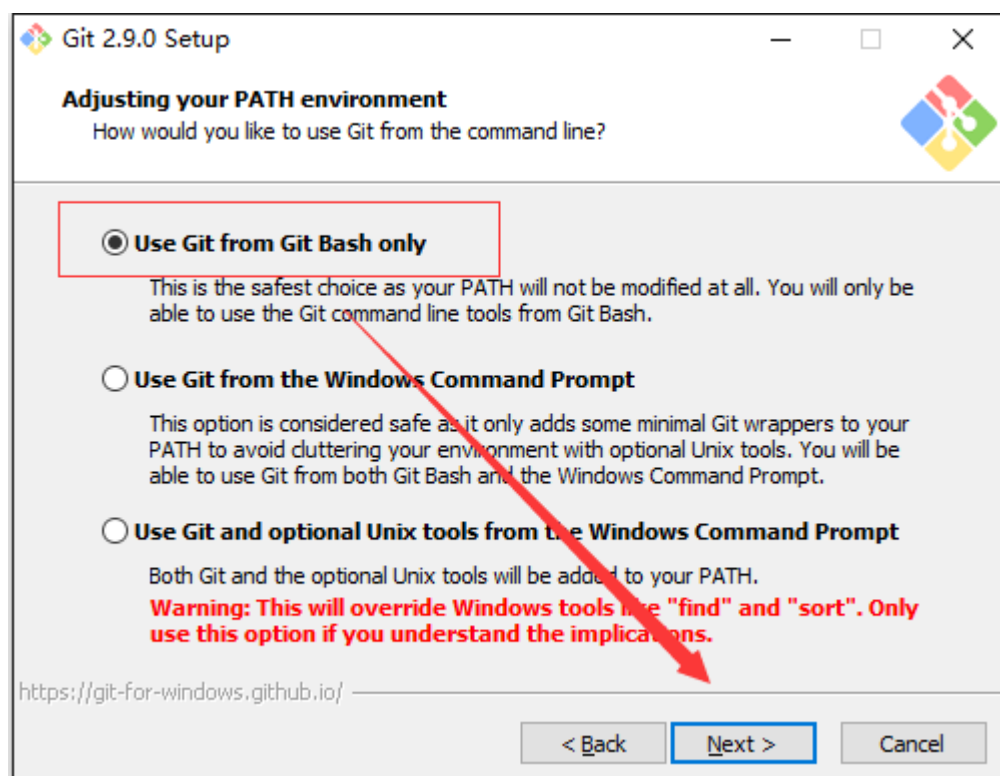 Git 2.9.0 Setup
Adjusting your PATH environment
How would you like to use Git from the command line?
Use Git from Git Bash only
This is the safest choice as your PATH will not be modified at all. You will only be
able to use the Git command line tools from Git Bash.
Use Git from the Windows Command Prompt
This option is considered safe as it only adds some minimal Git wrappers to your
PATH to avoid cluttering your environment with optional Unix tools. You will be
able to use Git from both Git Bash and the Windows Command Prompt.
Use Git and optional Unix tools from the Windows Command Prompt
Both Git and the optional Unix tools will be added to your PATH.
Warning: This will override Windows tools like "find" and "sort". Only
use this option if you understand the implications.
https://git-for-windows.github.io/
< Back Next > Cancel